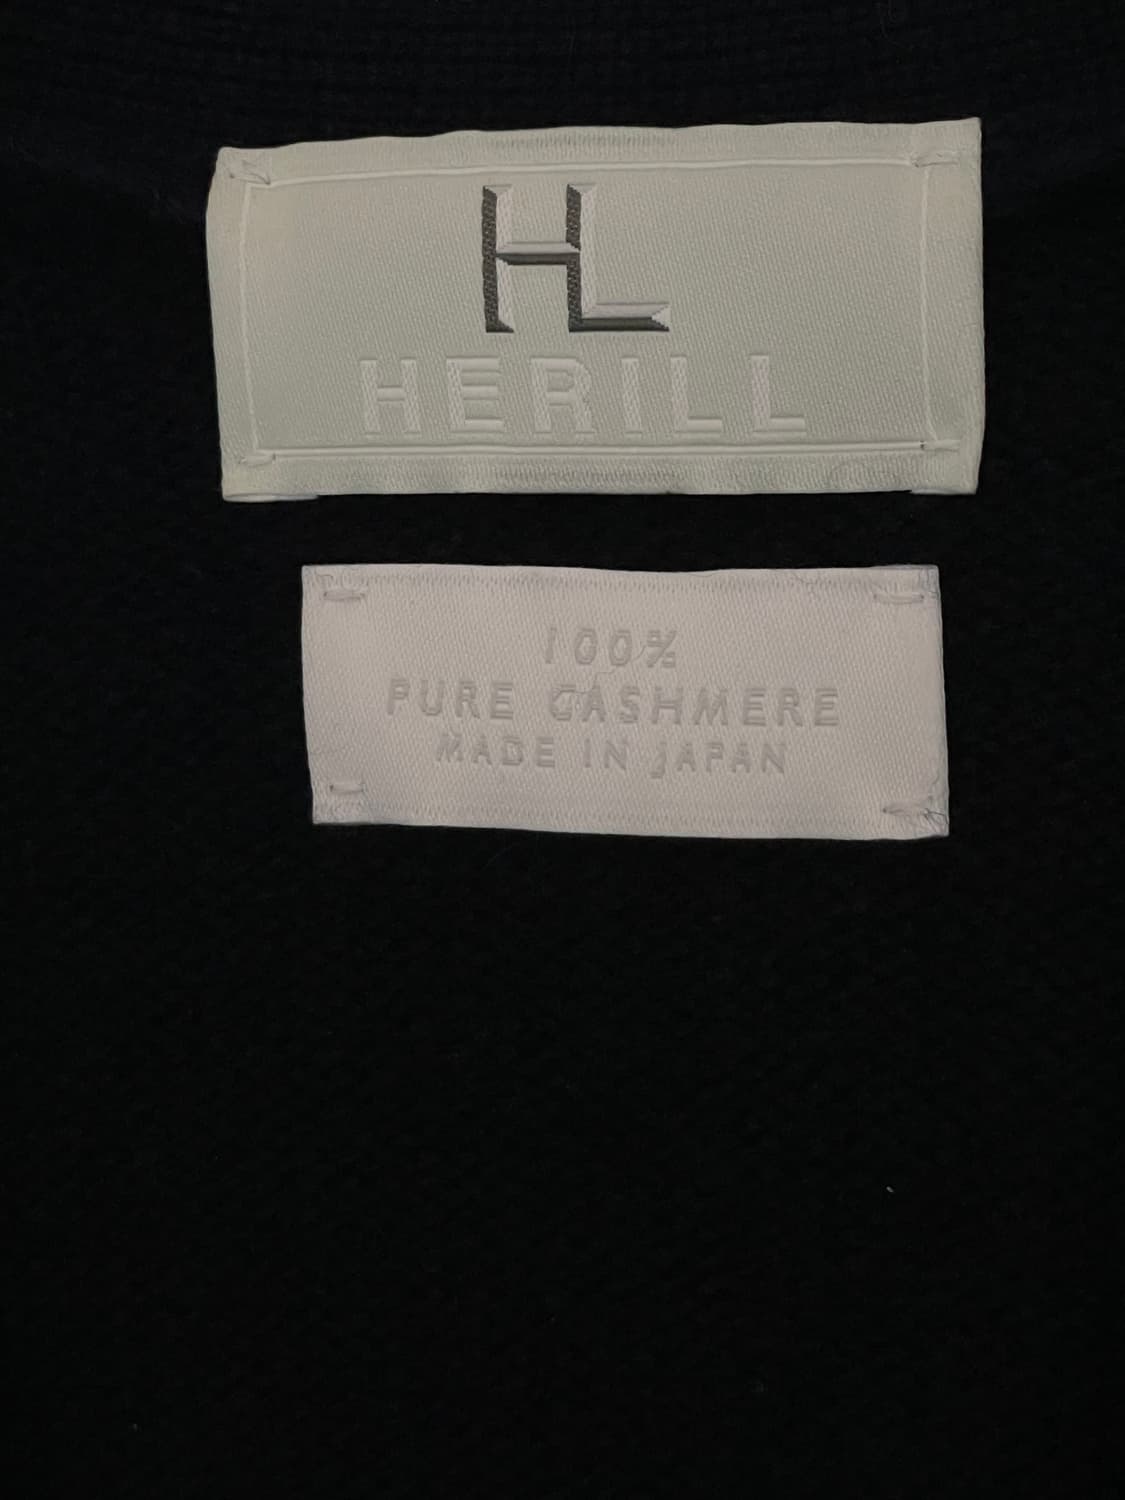 HL
HERILL
100%
PURE CASHMERE
MADE IN JAPAN